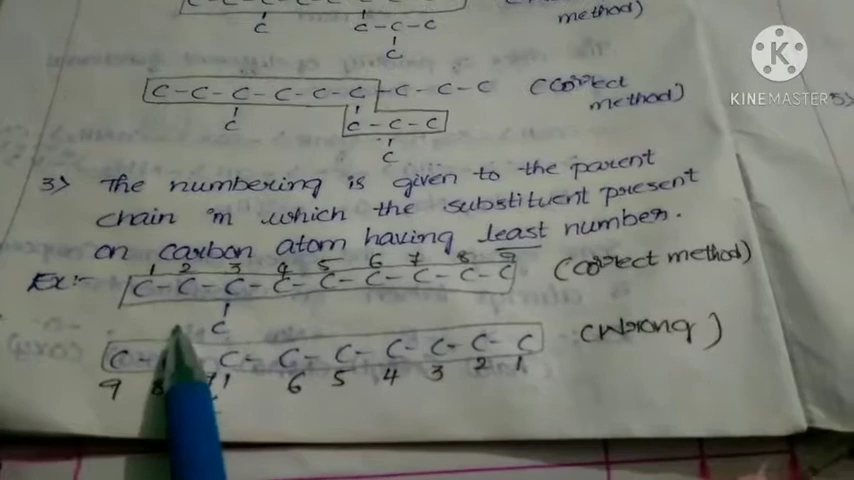 C-C-C
method)
C
C
C-C-C-C-C-C-C-C-C (Correct method)
C
C-C-C
C
KINEMASTER
5>
3> The numbering is given to the parent
chain in which the substituent present
on carbon atom having least number.
1 2 3 4 5 6 7 8 9
Ex:- C-C-C-C-C-C-C-C-C (Correct method)
C
C- C- C- C- C- C- C- C (Wrong)
9 8 7 6 5 4 3 2 1